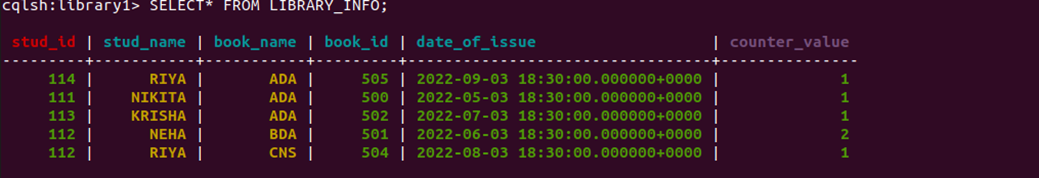 cqlsh:library1> SELECT* FROM LIBRARY_INFO;
stud_id | stud_name | book_name | book_id | date_of_issue | counter_value
---------+-----------+-----------+---------+---------------------------------+---------------
114 | RIYA | ADA | 505 | 2022-09-03 18:30:00.000000+0000 | 1
111 | NIKITA | ADA | 500 | 2022-05-03 18:30:00.000000+0000 | 1
113 | KRISHA | ADA | 502 | 2022-07-03 18:30:00.000000+0000 | 1
112 | NEHA | BDA | 501 | 2022-06-03 18:30:00.000000+0000 | 2
112 | RIYA | CNS | 504 | 2022-08-03 18:30:00.000000+0000 | 1